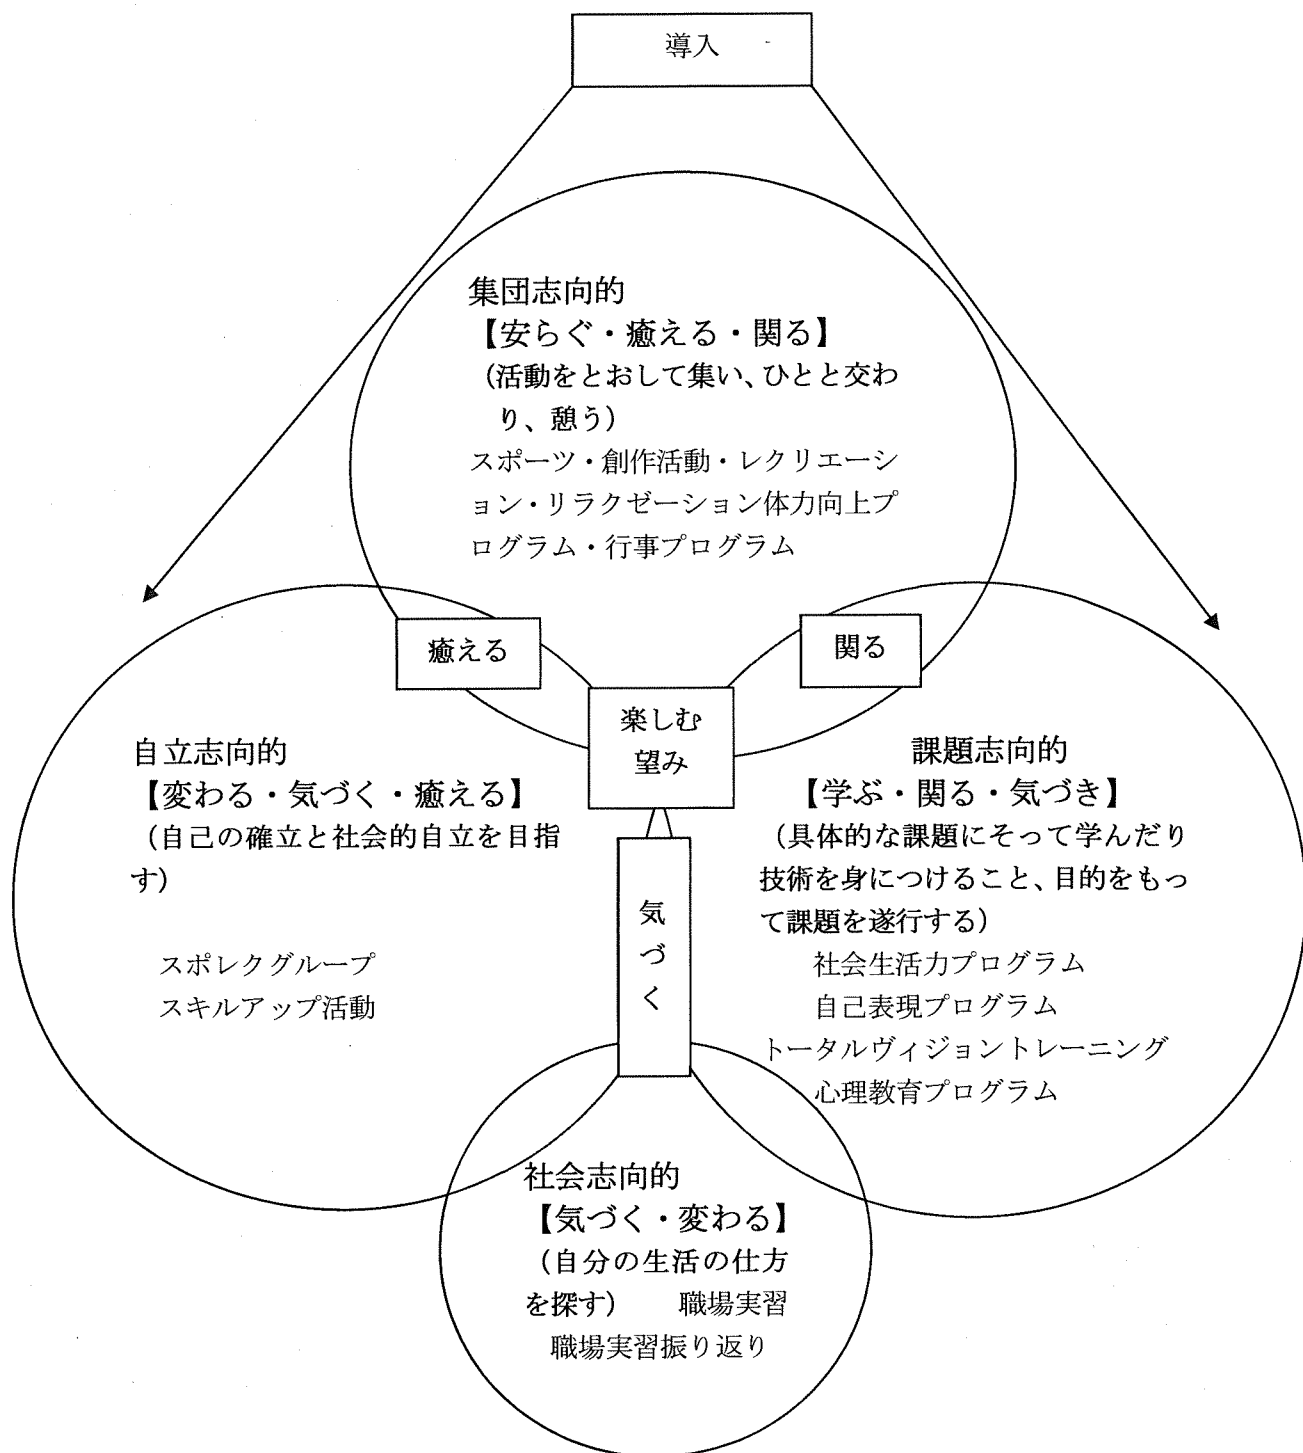 導入
集団志向的
【安らぐ・癒える・関る】
（活動をとおして集い、ひとと交わ
り、憩う）
スポーツ・創作活動・レクリエーシ
ョン・リラクゼーション体力向上プ
ログラム・行事プログラム
癒える
関る
楽しむ
望み
自立志向的
【変わる・気づく・癒える】
（自己の確立と社会的自立を目指
す）
スポレクグループ
スキルアップ活動
課題志向的
【学ぶ・関る・気づき】
（具体的な課題にそって学んだり
技術を身につけること、目的をもっ
て課題を遂行する）
社会生活力プログラム
自己表現プログラム
トータルヴィジョントレーニング
心理教育プログラム
気づく
社会志向的
【気づく・変わる】
（自分の生活の仕方
を探す）　職場実習
職場実習振り返り